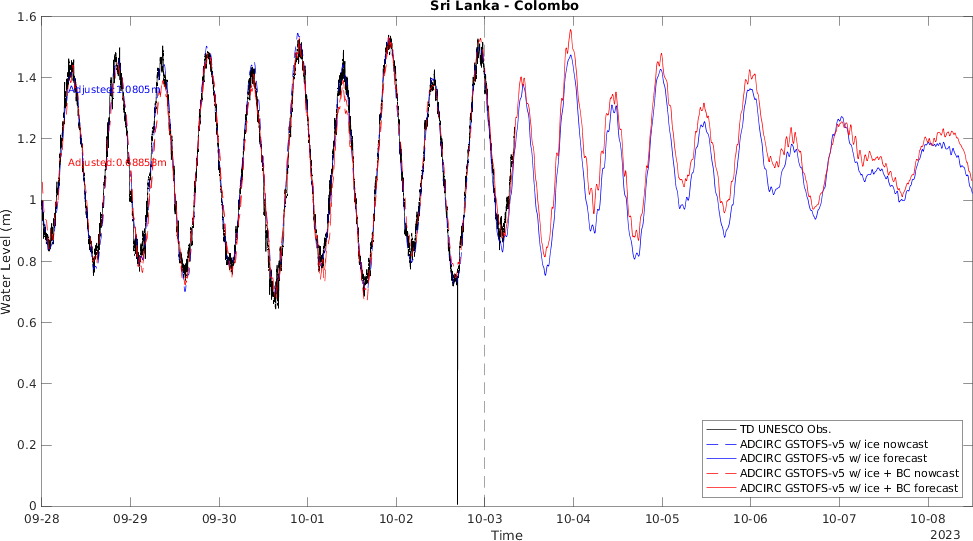 Sri Lanka - Colombo
Water Level (m)
1.6
1.4
1.2
1
0.8
0.6
0.4
0.2
0
Adjusted:1.0805m
TD UNESCO Obs.
ADCIRC GSTOFS-v5 w/ ice nowcast
ADCIRC GSTOFS-v5 w/ ice forecast
ADCIRC GSTOFS-v5 w/ ice + BC nowcast
ADCIRC GSTOFS-v5 w/ ice + BC forecast
09-28 09-29 09-30 10-01 10-02 10-03 10-04 10-05 10-06 10-07 10-08
Time
2023